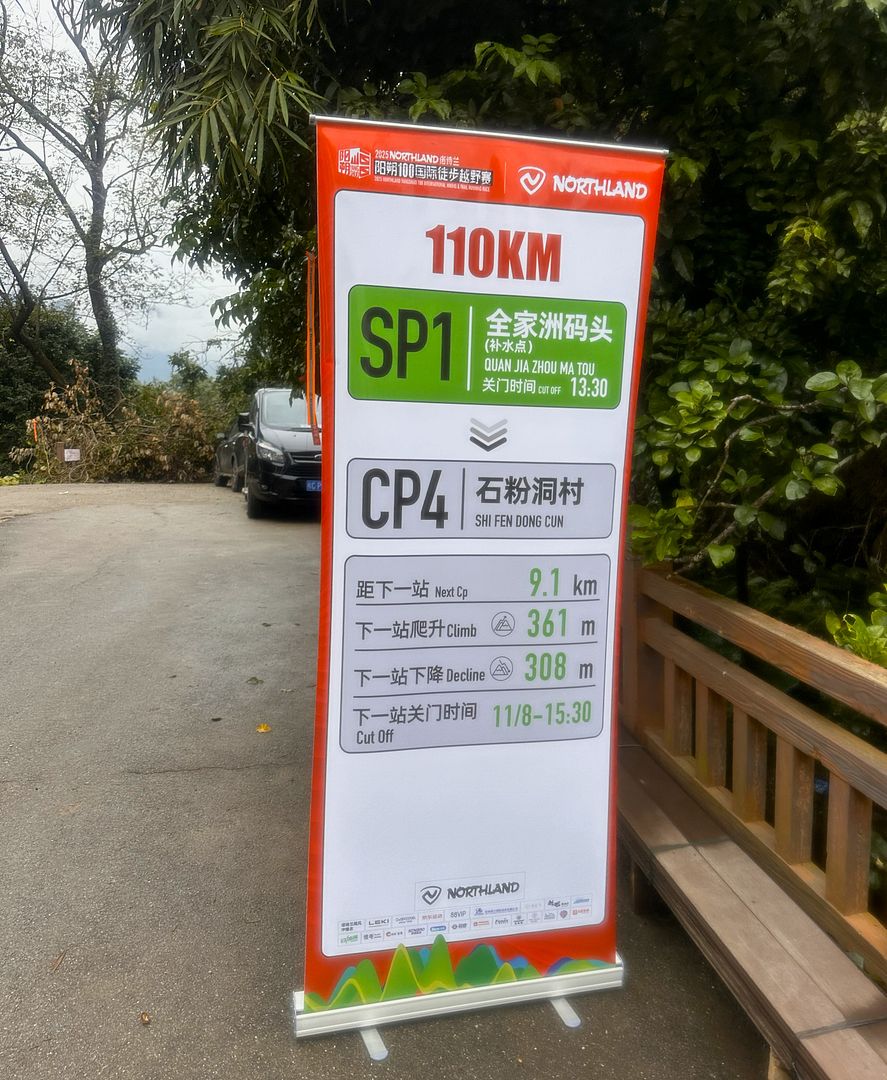 2025 NORTHLAND 诺诗兰
阳朔100国际徒步越野赛
NORTHLAND
110KM
SP1
全家洲码头
(补水点)
QUAN JIA ZHOU MA TOU
关门时间 CUT OFF 13:30
CP4
石粉洞村
SHI FEN DONG CUN
距下一站 Next Cp 9.1 km
下一站爬升 Climb 361 m
下一站下降 Decline 308 m
下一站关门时间 11/8-15:30
Cut Off
NORTHLAND
LEKI
88VIP